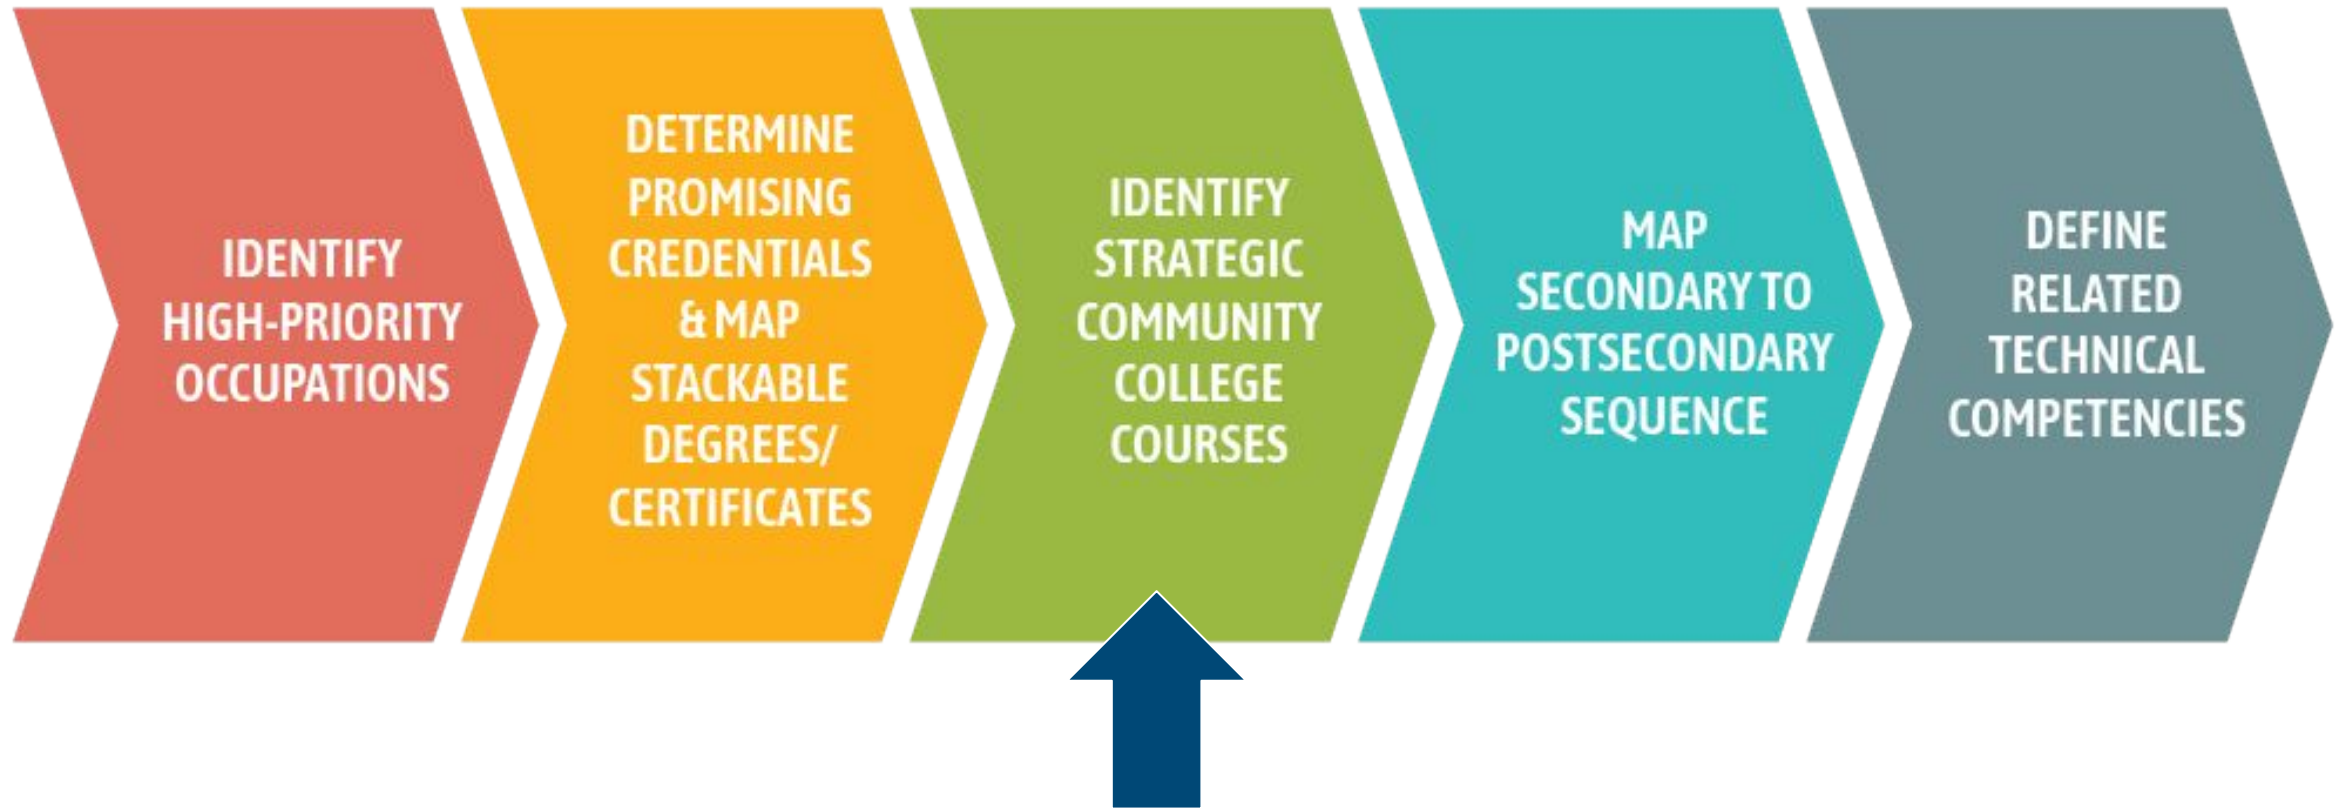 IDENTIFY
HIGH-PRIORITY
OCCUPATIONS
DETERMINE
PROMISING
CREDENTIALS
& MAP
STACKABLE
DEGREES/
CERTIFICATES
IDENTIFY
STRATEGIC
COMMUNITY
COLLEGE
COURSES
MAP
SECONDARY TO
POSTSECONDARY
SEQUENCE
DEFINE
RELATED
TECHNICAL
COMPETENCIES